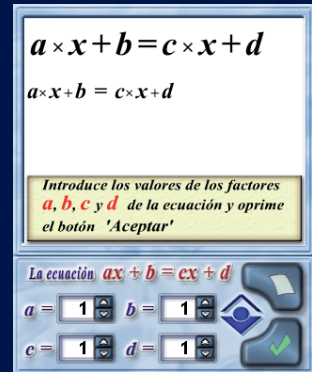 a×x+b=c×x+d
a×x+b = c×x+d
Introduce los valores de los factores
a, b, c y d de la ecuación y oprime
el botón 'Aceptar'
La ecuación ax + b = cx + d
a = 1 b = 1
c = 1 d = 1